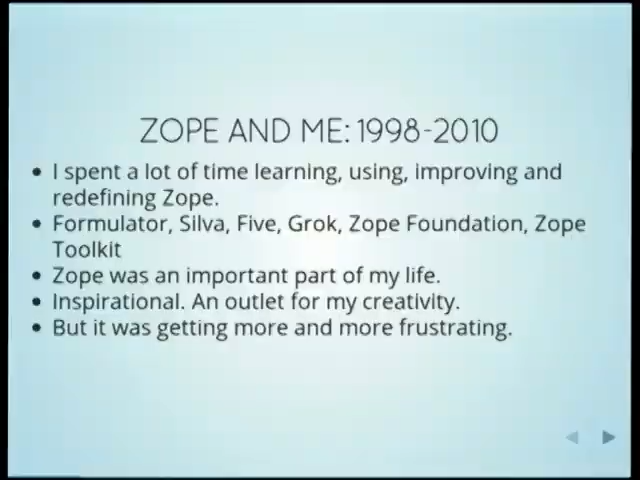 ZOPE AND ME: 1998-2010
• I spent a lot of time learning, using, improving and
redefining Zope.
• Formulator, Silva, Five, Grok, Zope Foundation, Zope
Toolkit
• Zope was an important part of my life.
• Inspirational. An outlet for my creativity.
• But it was getting more and more frustrating.